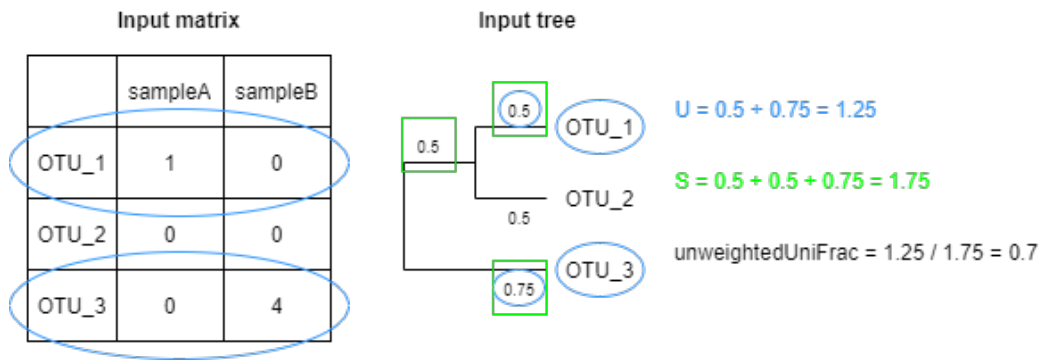 Input matrix
Input tree
sampleA sampleB
OTU_1 1 0
OTU_2 0 0
OTU_3 0 4
0.5
0.5
OTU_1
OTU_2
0.5
OTU_3
0.75
U = 0.5 + 0.75 = 1.25
S = 0.5 + 0.5 + 0.75 = 1.75
unweightedUniFrac = 1.25 / 1.75 = 0.7